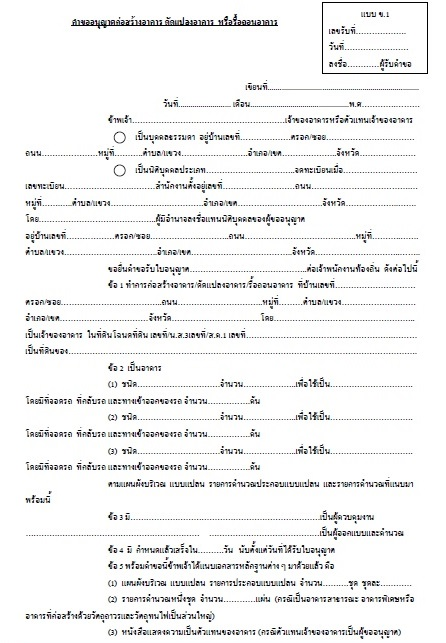 คำขออนุญาตก่อสร้างอาคาร ดัดแปลงอาคาร หรือรื้อถอนอาคาร
แบบ ข.1
เลขรับที่.....................
วันที่.....................
ลงชื่อ............ผู้รับคำขอ
เขียนที่............................................................
วันที่....................... เดือน.......................................พ.ศ.......................
ข้าพเจ้า............................................................เจ้าของอาคารหรือตัวแทนเจ้าของอาคาร
เป็นบุคคลธรรมดา อยู่บ้านเลขที่.....................ตรอก/ซอย...............................
ถนน........................หมู่ที่...............ตำบล/แขวง........................อำเภอ/เขต........................จังหวัด........................
เป็นนิติบุคคลประเภท..............................จดทะเบียนเมื่อ........................
เลขทะเบียน........................สำนักงานตั้งอยู่เลขที่..............................ถนน........................
หมู่ที่...............ตำบล/แขวง..............................อำเภอ/เขต..............................จังหวัด........................
โดย........................................ผู้มีอำนาจลงชื่อแทนนิติบุคคลของผู้ขออนุญาต
อยู่บ้านเลขที่.....................ตรอก/ซอย..............................ถนน..............................หมู่ที่...............
ตำบล/แขวง..............................อำเภอ/เขต..............................จังหวัด..............................
ขอยื่นคำขอรับใบอนุญาต..............................ต่อเจ้าพนักงานท้องถิ่น ดังต่อไปนี้
ข้อ 1 ทำการก่อสร้างอาคาร/ดัดแปลงอาคาร/รื้อถอนอาคาร ที่บ้านเลขที่........................
ตรอก/ซอย..............................ถนน........................หมู่ที่...............ตำบล/แขวง...............
อำเภอ/เขต..............................จังหวัด..............................โดย..............................
เป็นเจ้าของอาคาร ในที่ดินโฉนดที่ดิน เลขที่/น.ส.3เลขที่/ส.ค.1 เลขที่..............................
เป็นที่ดินของ..................................................................
ข้อ 2 เป็นอาคาร
(1) ชนิด..............................จำนวน.....................เพื่อใช้เป็น..............................
โดยมีที่จอดรถ ที่กลับรถ และทางเข้าออกของรถ จำนวน...............คัน
(2) ชนิด..............................จำนวน.....................เพื่อใช้เป็น..............................
โดยมีที่จอดรถ ที่กลับรถ และทางเข้าออกของรถ จำนวน...............คัน
(3) ชนิด..............................จำนวน.....................เพื่อใช้เป็น..............................
โดยมีที่จอดรถ ที่กลับรถ และทางเข้าออกของรถ จำนวน...............คัน
ตามแผนผังบริเวณ แบบแปลน รายการคำนวณประกอบแบบแปลน และรายการคำนวณที่แนบมา
พร้อมนี้
ข้อ 3 มี............................................................เป็นผู้ควบคุมงาน
............................................................ ..............................เป็นผู้ออกแบบและคำนวณ
ข้อ 4 มี กำหนดแล้วเสร็จใน..........วัน นับตั้งแต่วันที่ได้รับใบอนุญาต
ข้อ 5 พร้อมคำขอนี้ข้าพเจ้าได้แนบเอกสารหลักฐานต่าง ๆ มาด้วยแล้ว คือ
(1) แผนผังบริเวณ แบบแปลน รายการประกอบแบบแปลน จำนวน..........ชุด ชุดละ...............
(2) รายการคำนวณหนึ่งชุด จำนวน...............แผ่น (กรณีเป็นอาคารสาธารณะ อาคารพิเศษหรือ
อาคารที่ก่อสร้างด้วยวัตถุถาวรและวัตถุทนไฟเป็นส่วนใหญ่)
(3) หนังสือแสดงความเป็นตัวแทนของอาคาร (กรณีตัวแทนเจ้าของอาคารเป็นผู้ขออนุญาต)